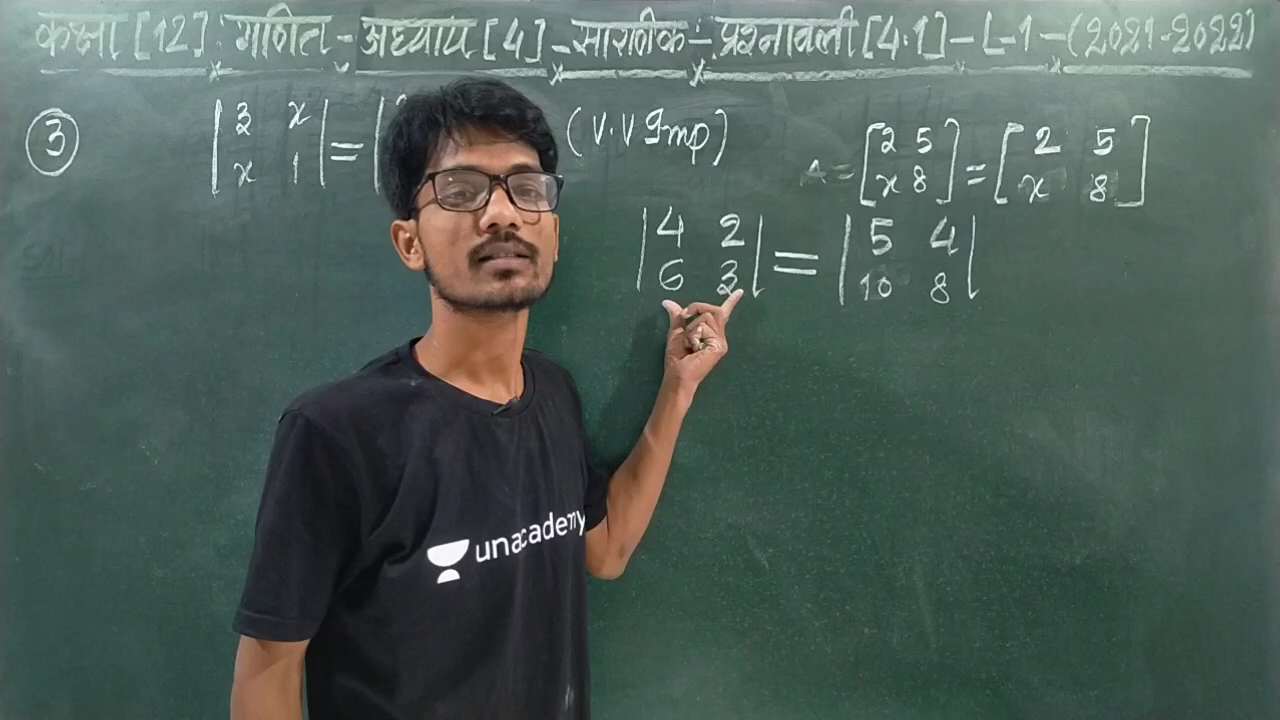 कक्षा [12] गणित - अध्याय [4] - सारणीक - प्रश्नावली [4.1] - L-1 - (2021-2022)
3 | 3 x | = | (V.V Imp) A = [ 2 5 ] = [ 2 5 ]
| x 1 | [ x 8 ] [ x 8 ]
| 4 2 | = | 5 4 |
| 6 3 | | 10 8 |
unacademy